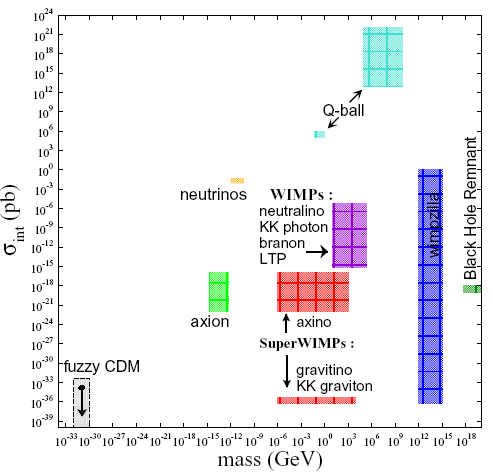 10^24
10^21
10^18
10^15
10^12
10^9
10^6
10^3
10^0
10^-3
10^-6
10^-9
10^-12
10^-15
10^-18
10^-21
10^-24
10^-27
10^-30
10^-33
10^-36
10^-39
σint (pb)
Q-ball
neutrinos
WIMPs :
neutralino
KK photon
branon
LTP
wimpzilla
Black Hole Remnant
axion
axino
SuperWIMPs :
fuzzy CDM
gravitino
KK graviton
10^-33 10^-30 10^-27 10^-24 10^-21 10^-18 10^-15 10^-12 10^-9 10^-6 10^-3 10^0 10^3 10^6 10^9 10^12 10^15 10^18
mass (GeV)